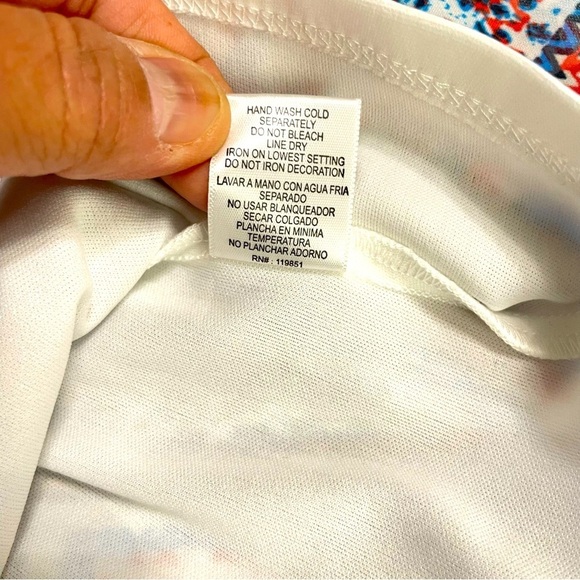 HAND WASH COLD
SEPARATELY
DO NOT BLEACH
LINE DRY
IRON ON LOWEST SETTING
DO NOT IRON DECORATION
LAVAR A MANO CON AGUA FRIA
SEPARADO
NO USAR BLANQUEADOR
SECAR COLGADO
PLANCHA EN MINIMA
TEMPERATURA
NO PLANCHAR ADORNO
RN# : 119851